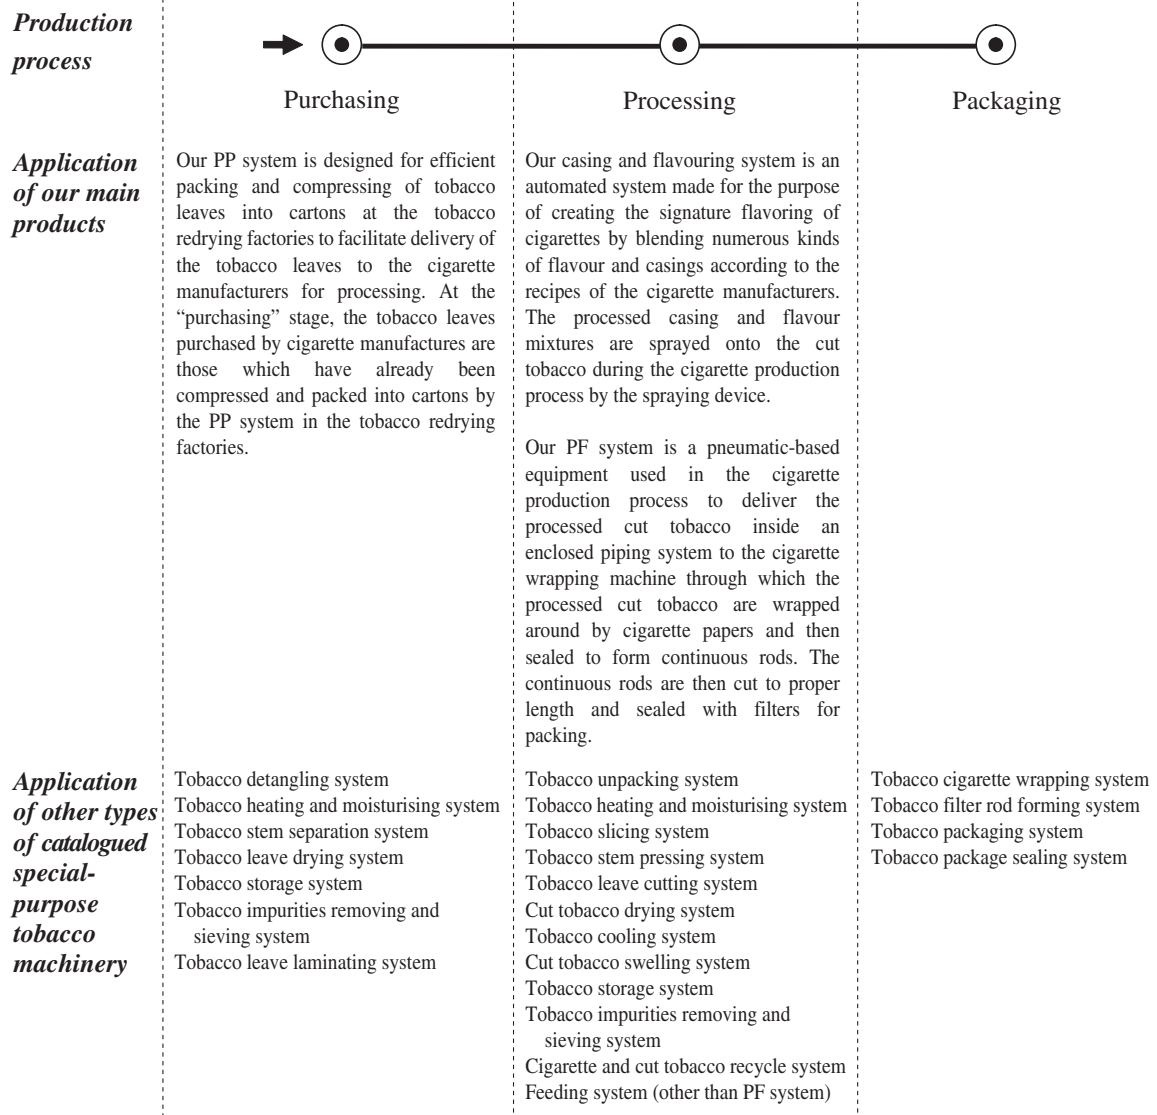 Production
process
Purchasing
Processing
Packaging
Application
of our main
products
Our PP system is designed for efficient
packing and compressing of tobacco
leaves into cartons at the tobacco
redrying factories to facilitate delivery of
the tobacco leaves to the cigarette
manufacturers for processing. At the
“purchasing” stage, the tobacco leaves
purchased by cigarette manufactures are
those which have already been
compressed and packed into cartons by
the PP system in the tobacco redrying
factories.
Our casing and flavouring system is an
automated system made for the purpose
of creating the signature flavoring of
cigarettes by blending numerous kinds
of flavour and casings according to the
recipes of the cigarette manufacturers.
The processed casing and flavour
mixtures are sprayed onto the cut
tobacco during the cigarette production
process by the spraying device.
Our PF system is a pneumatic-based
equipment used in the cigarette
production process to deliver the
processed cut tobacco inside an
enclosed piping system to the cigarette
wrapping machine through which the
processed cut tobacco are wrapped
around by cigarette papers and then
sealed to form continuous rods. The
continuous rods are then cut to proper
length and sealed with filters for
packing.
Application
of other types
of catalogued
special-
purpose
tobacco
machinery
Tobacco detangling system
Tobacco heating and moisturising system
Tobacco stem separation system
Tobacco leave drying system
Tobacco storage system
Tobacco impurities removing and
sieving system
Tobacco leave laminating system
Tobacco unpacking system
Tobacco heating and moisturising system
Tobacco slicing system
Tobacco stem pressing system
Tobacco leave cutting system
Cut tobacco drying system
Tobacco cooling system
Cut tobacco swelling system
Tobacco storage system
Tobacco impurities removing and
sieving system
Cigarette and cut tobacco recycle system
Feeding system (other than PF system)
Tobacco cigarette wrapping system
Tobacco filter rod forming system
Tobacco packaging system
Tobacco package sealing system